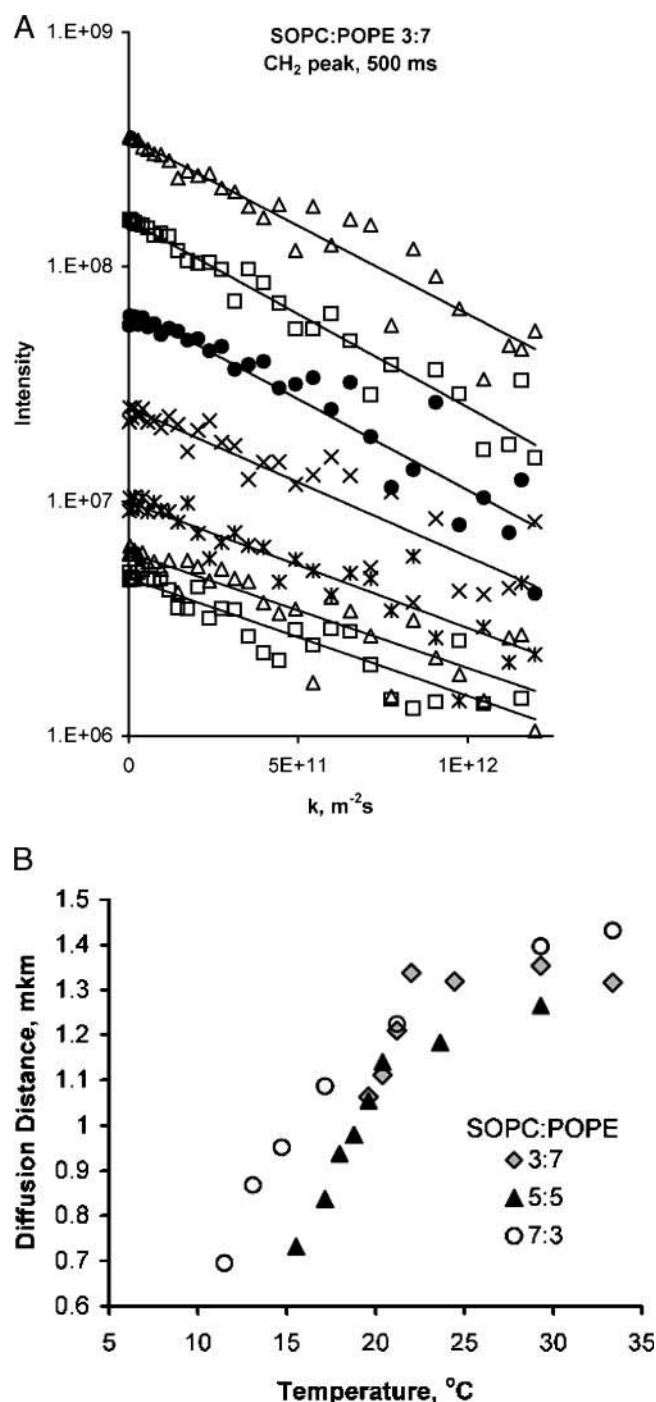 A
SOPC:POPE 3:7
CH₂ peak, 500 ms
1.E+09
1.E+08
1.E+07
1.E+06
Intensity
0
5E+11
1E+12
k, m⁻²s
B
1.5
1.4
1.3
1.2
1.1
1
0.9
0.8
0.7
0.6
Diffusion Distance, mkm
SOPC:POPE
3:7
5:5
7:3
5
10
15
20
25
30
35
Temperature, °C